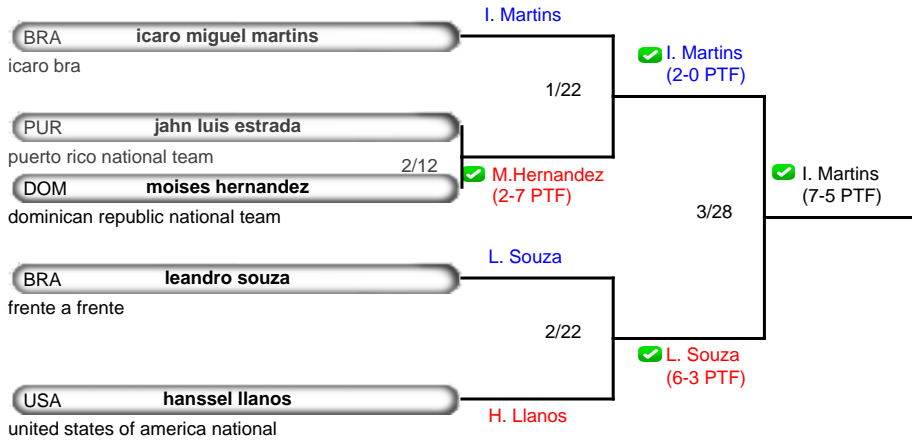 I. Martins
BRA icaro miguel martins
icaro bra
I. Martins
(2-0 PTF)
1/22
PUR jahn luis estrada
puerto rico national team
2/12
M.Hernandez
(2-7 PTF)
DOM moises hernandez
dominican republic national team
I. Martins
(7-5 PTF)
3/28
L. Souza
BRA leandro souza
frente a frente
2/22
L. Souza
(6-3 PTF)
USA hanssel llanos
united states of america national
H. Llanos